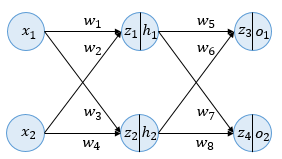 x₁ w₁ z₁ h₁ w₅ z₃ o₁
w₂ w₆
w₃ w₇
x₂ w₄ z₂ h₂ w₈ z₄ o₂